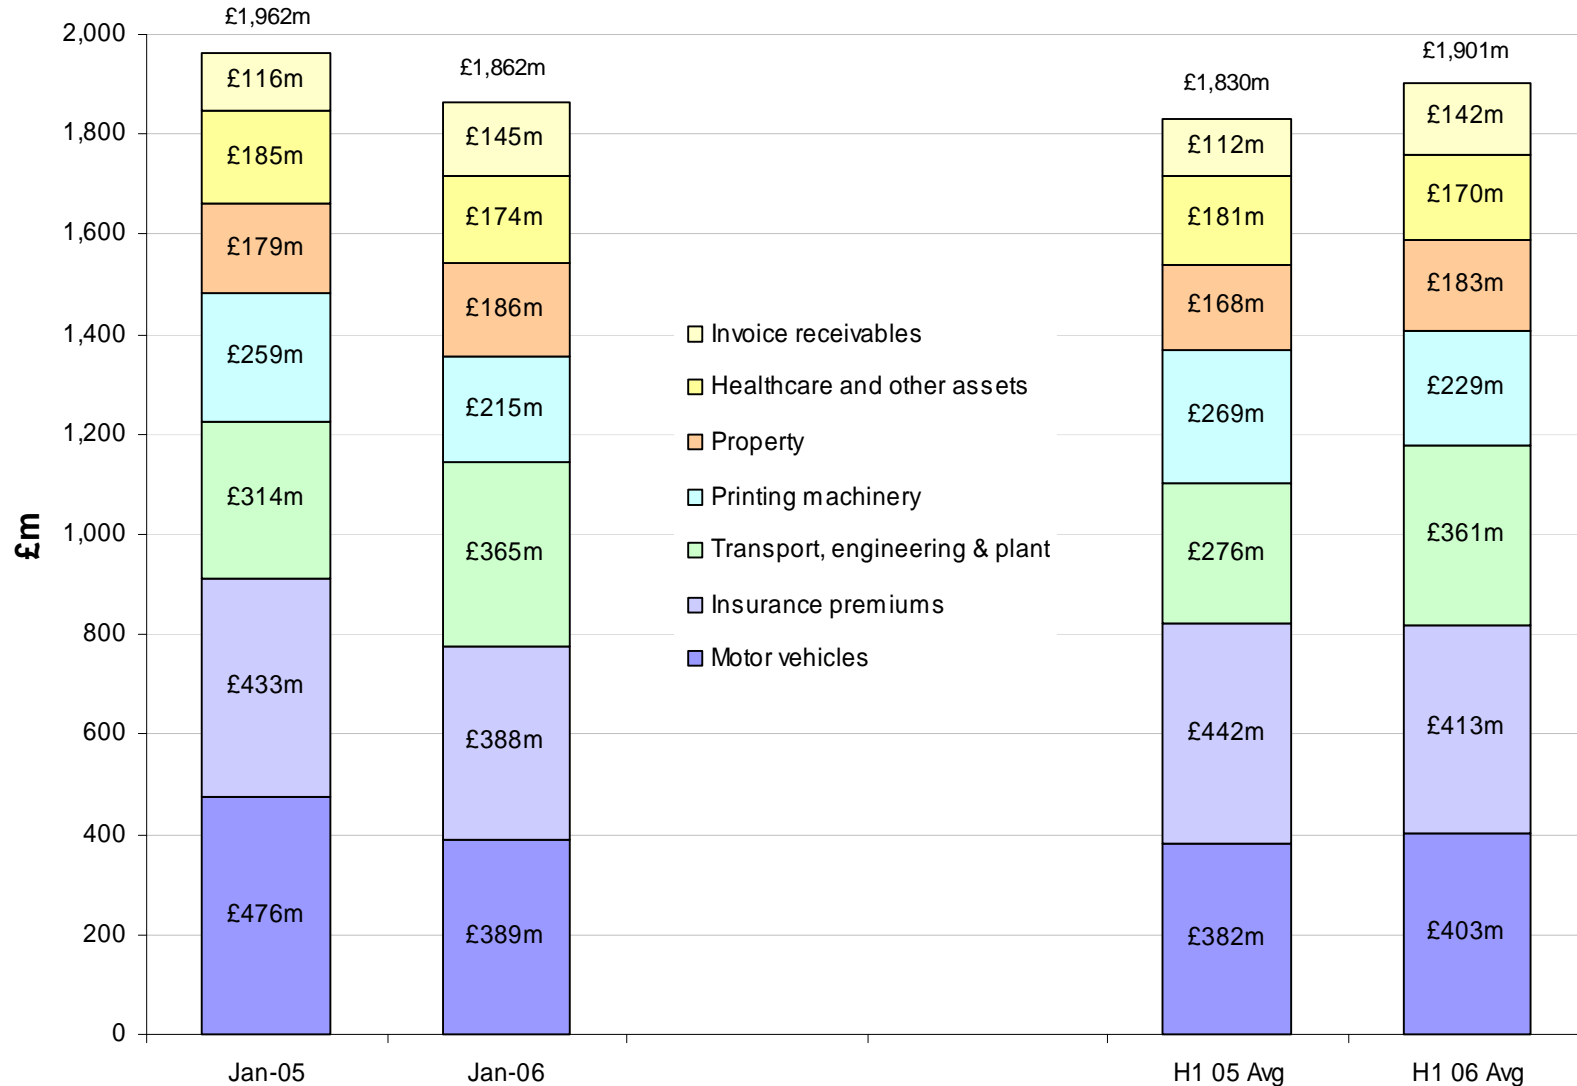 £1,962m
£1,862m
£1,830m
£1,901m
£m
2,000
1,800
1,600
1,400
1,200
1,000
800
600
400
200
0
£116m
£185m
£179m
£259m
£314m
£433m
£476m
£145m
£174m
£186m
£215m
£365m
£388m
£389m
Invoice receivables
Healthcare and other assets
Property
Printing machinery
Transport, engineering & plant
Insurance premiums
Motor vehicles
£112m
£181m
£168m
£269m
£276m
£442m
£382m
£142m
£170m
£183m
£229m
£361m
£413m
£403m
Jan-05
Jan-06
H1 05 Avg
H1 06 Avg